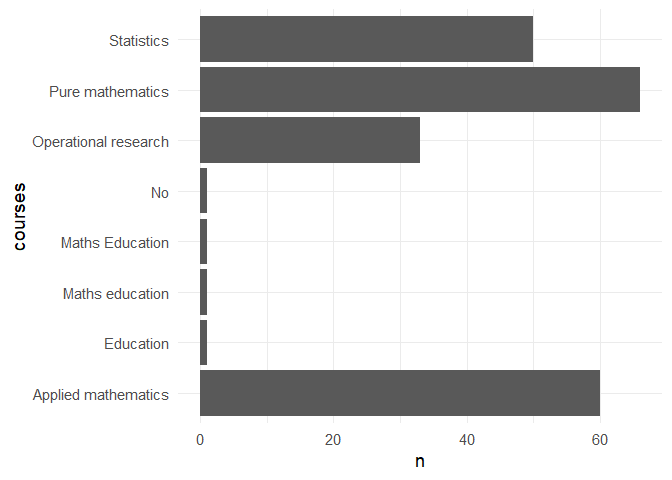 Statistics
Pure mathematics
Operational research
No
Maths Education
Maths education
Education
Applied mathematics
courses
0 20 40 60
n